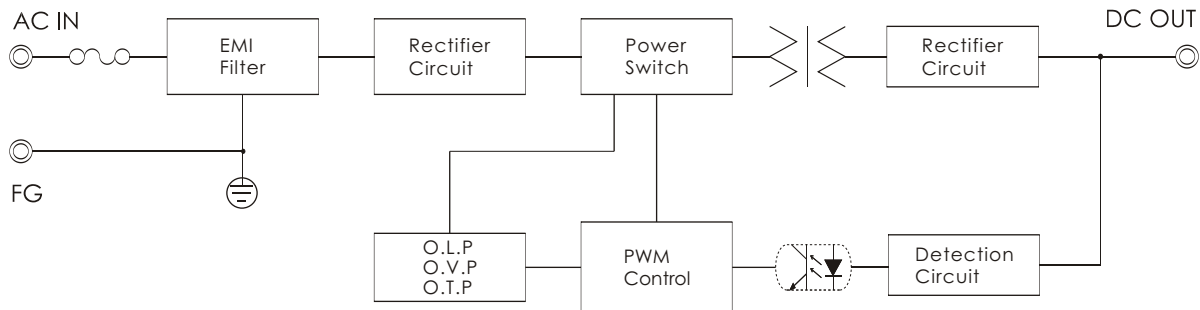 AC IN
DC OUT
EMI
Filter
Rectifier
Circuit
Power
Switch
Rectifier
Circuit
FG
O.L.P
O.V.P
O.T.P
PWM
Control
Detection
Circuit